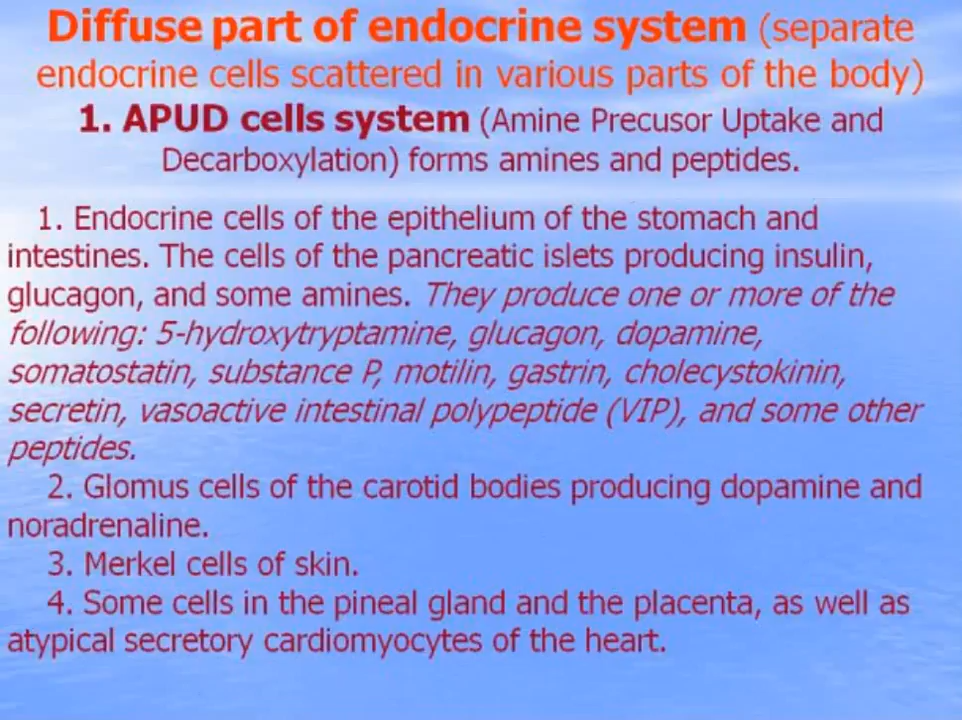 Diffuse part of endocrine system (separate
endocrine cells scattered in various parts of the body)
1. APUD cells system (Amine Precusor Uptake and
Decarboxylation) forms amines and peptides.
1. Endocrine cells of the epithelium of the stomach and
intestines. The cells of the pancreatic islets producing insulin,
glucagon, and some amines. They produce one or more of the
following: 5-hydroxytryptamine, glucagon, dopamine,
somatostatin, substance P, motilin, gastrin, cholecystokinin,
secretin, vasoactive intestinal polypeptide (VIP), and some other
peptides.
2. Glomus cells of the carotid bodies producing dopamine and
noradrenaline.
3. Merkel cells of skin.
4. Some cells in the pineal gland and the placenta, as well as
atypical secretory cardiomyocytes of the heart.